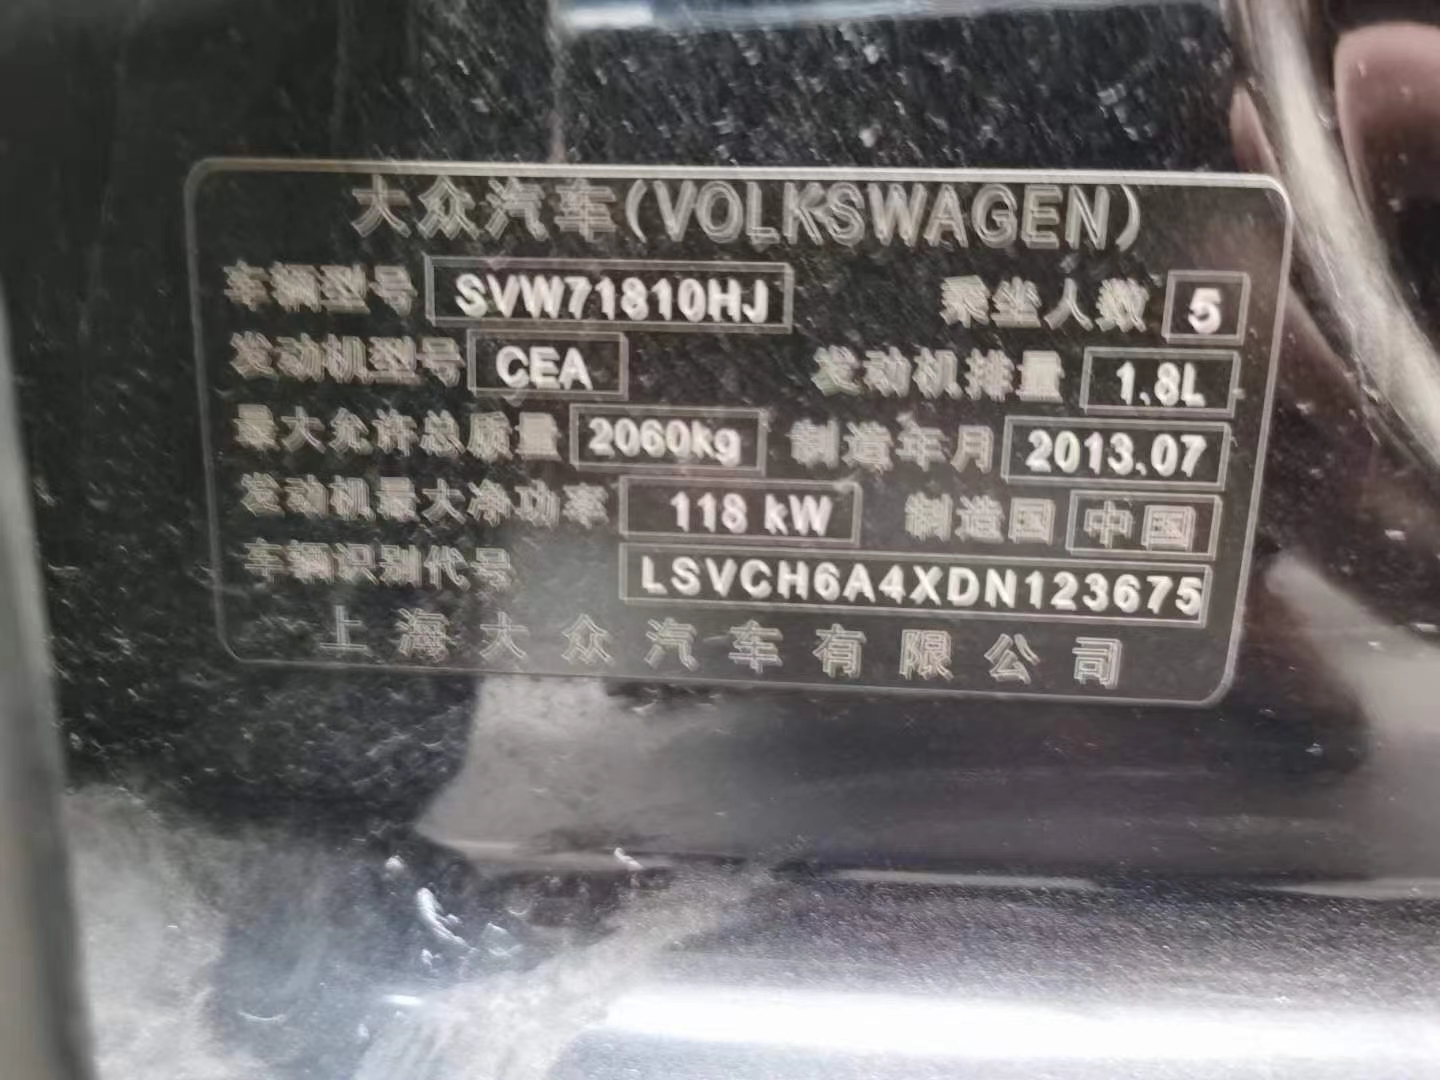 大众汽车(VOLKSWAGEN)
车辆型号 SVW71810HJ 乘坐人数 5
发动机型号 CEA 发动机排量 1.8L
最大允许总质量 2060kg 制造年月 2013.07
发动机最大净功率 118 kW 制造国 中国
车辆识别代号 LSVCH6A4XDN123675
上海大众汽车有限公司